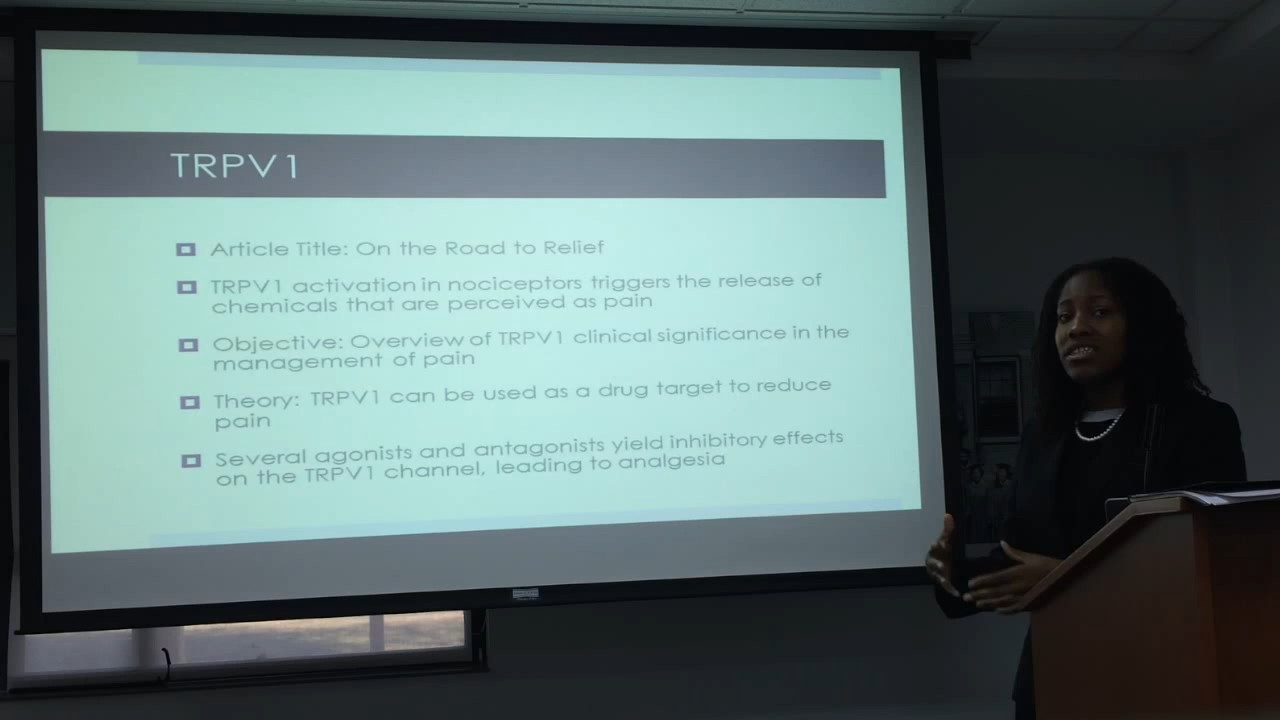 TRPV1
Article Title: On the Road to Relief
TRPV1 activation in nociceptors triggers the release of
chemicals that are perceived as pain
Objective: Overview of TRPV1 clinical significance in the
management of pain
Theory: TRPV1 can be used as a drug target to reduce
pain
Several agonists and antagonists yield inhibitory effects
on the TRPV1 channel, leading to analgesia